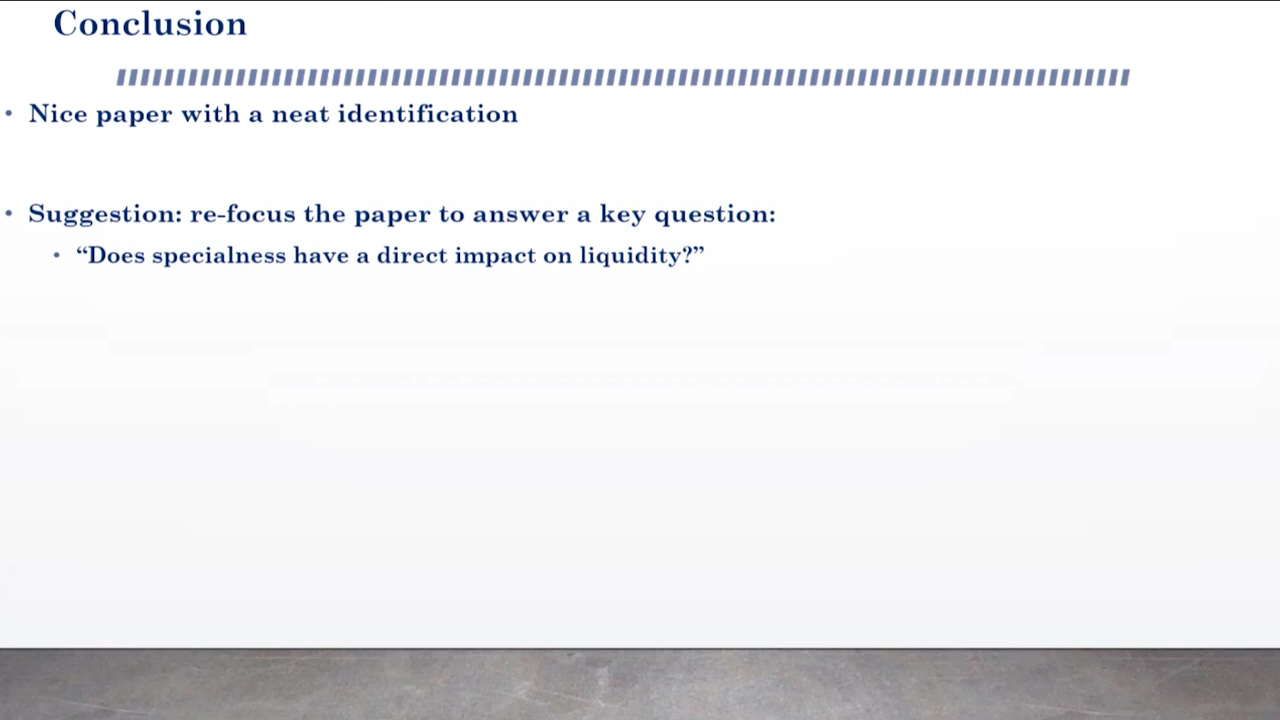 Conclusion
• Nice paper with a neat identification
• Suggestion: re-focus the paper to answer a key question:
• “Does specialness have a direct impact on liquidity?”